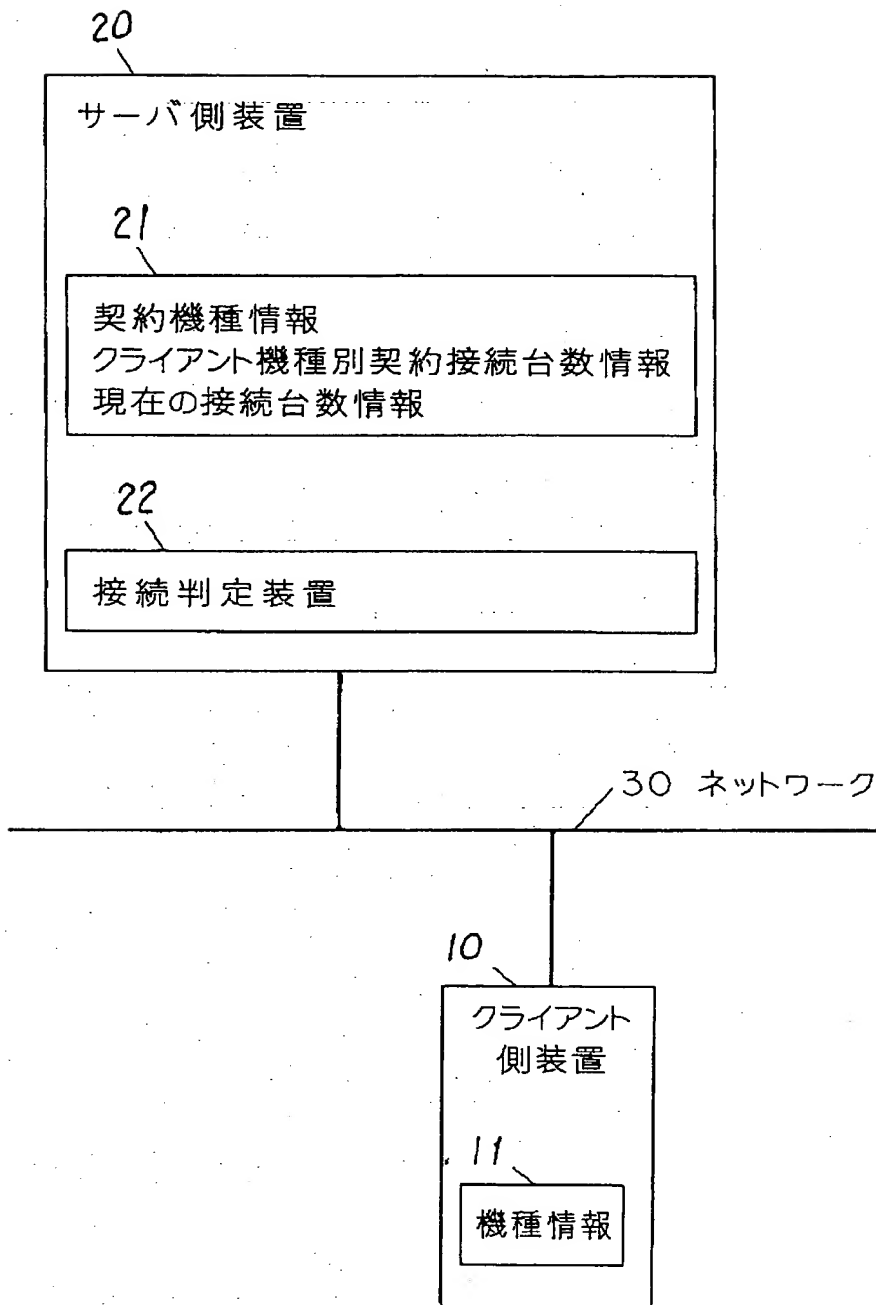 20
サーバ側装置
21
契約機種情報
クライアント機種別契約接続台数情報
現在の接続台数情報
22
接続判定装置
30 ネットワーク
10
クライアント
側装置
11
機種情報